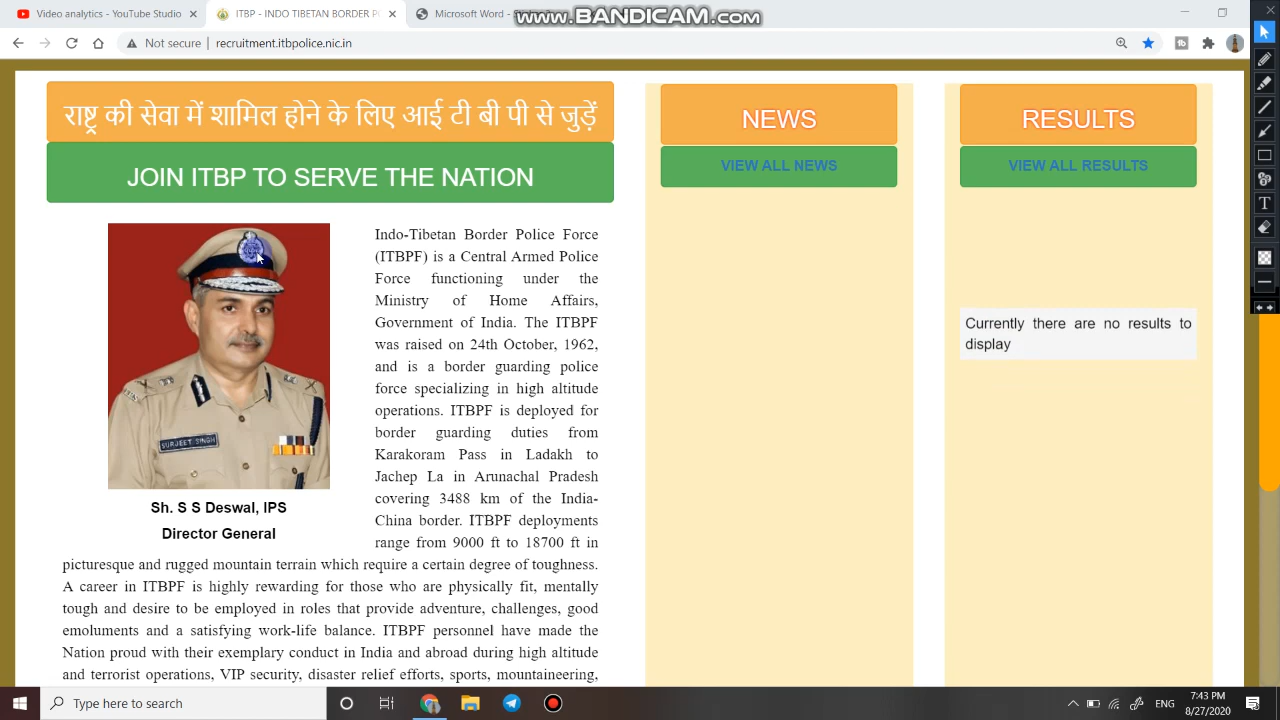 Video analytics - YouTube Studio
ITBP - INDO TIBETAN BORDER P
Microsoft Word -
www.BANDICAM.com
Not secure
recruitment.itbpolice.nic.in
राष्ट्र की सेवा में शामिल होने के लिए आई टी बी पी से जुड़ें
JOIN ITBP TO SERVE THE NATION
SURJEET SINGH
Sh. S S Deswal, IPS
Director General
Indo-Tibetan Border Police Force
(ITBPF) is a Central Armed Police
Force functioning under the
Ministry of Home Affairs,
Government of India. The ITBPF
was raised on 24th October, 1962,
and is a border guarding police
force specializing in high altitude
operations. ITBPF is deployed for
border guarding duties from
Karakoram Pass in Ladakh to
Jachep La in Arunachal Pradesh
covering 3488 km of the India-
China border. ITBPF deployments
range from 9000 ft to 18700 ft in
picturesque and rugged mountain terrain which require a certain degree of toughness.
A career in ITBPF is highly rewarding for those who are physically fit, mentally
tough and desire to be employed in roles that provide adventure, challenges, good
emoluments and a satisfying work-life balance. ITBPF personnel have made the
Nation proud with their exemplary conduct in India and abroad during high altitude
and terrorist operations, VIP security, disaster relief efforts, sports, mountaineering,
NEWS
VIEW ALL NEWS
RESULTS
VIEW ALL RESULTS
Currently there are no results to
display
Type here to search
ENG
7:43 PM
8/27/2020